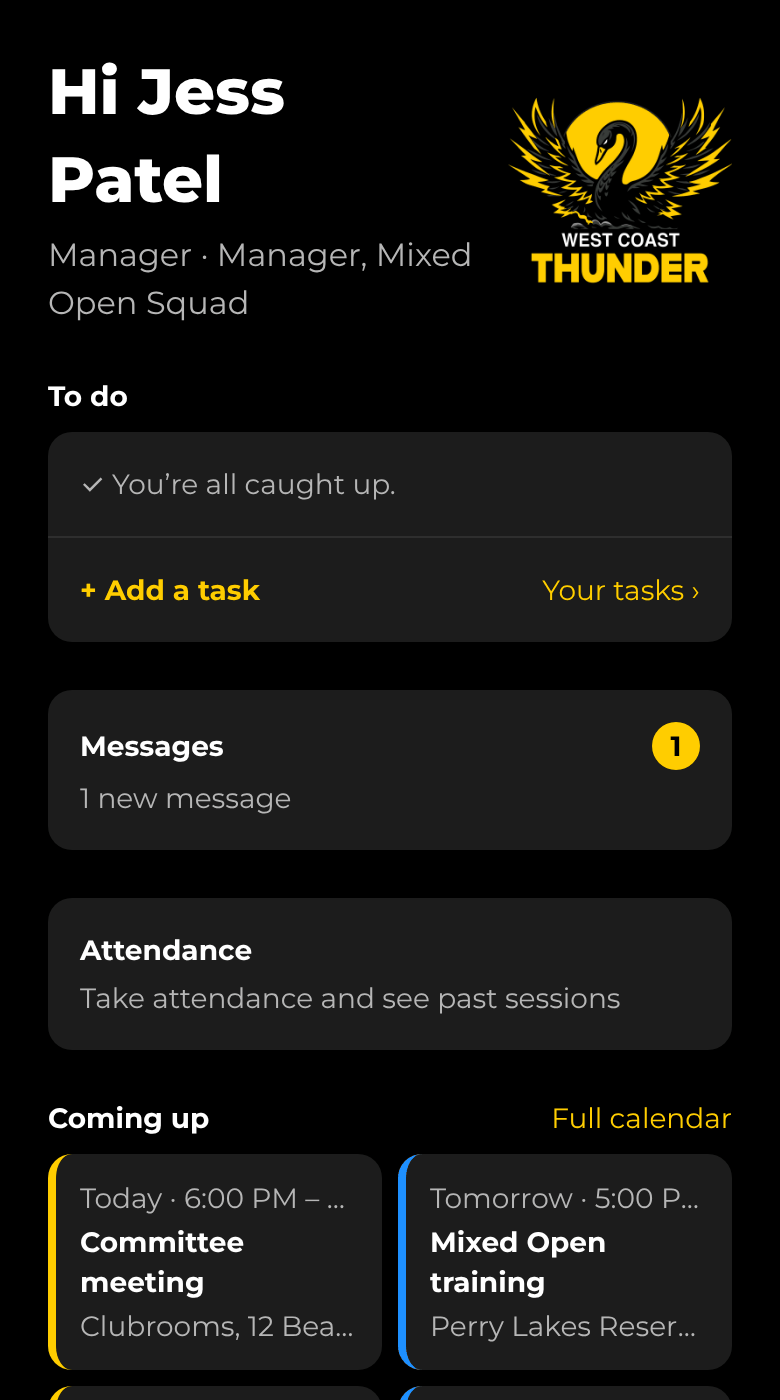 Hi Jess
Patel
Manager · Manager, Mixed
Open Squad
WEST COAST
THUNDER
To do
✓ You’re all caught up.
+ Add a task
Your tasks ›
Messages
1
1 new message
Attendance
Take attendance and see past sessions
Coming up
Full calendar
Today · 6:00 PM – ...
Committee
meeting
Clubrooms, 12 Bea...
Tomorrow · 5:00 P...
Mixed Open
training
Perry Lakes Reser...